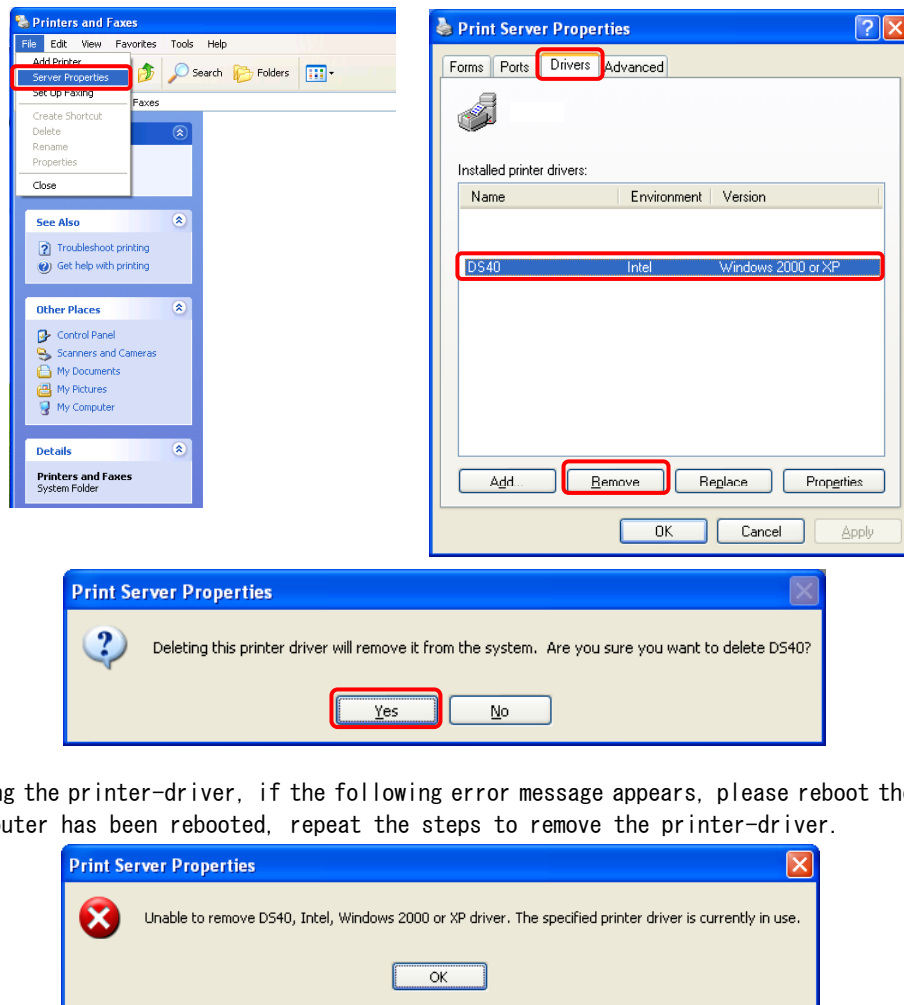 Printers and Faxes
File Edit View Favorites Tools Help
Add Printer
Server Properties
Set Up Faxing
Create Shortcut
Delete
Rename
Properties
Close
Search Folders
Faxes
See Also
Troubleshoot printing
Get help with printing
Other Places
Control Panel
Scanners and Cameras
My Documents
My Pictures
My Computer
Details
Printers and Faxes
System Folder
Print Server Properties
Forms Ports Drivers Advanced
Installed printer drivers:
Name Environment Version
DS40 Intel Windows 2000 or XP
Add... Remove Replace Properties
OK Cancel Apply
Print Server Properties
Deleting this printer driver will remove it from the system. Are you sure you want to delete DS40?
Yes No
ng the printer-driver, if the following error message appears, please reboot the
puter has been rebooted, repeat the steps to remove the printer-driver.
Print Server Properties
Unable to remove DS40, Intel, Windows 2000 or XP driver. The specified printer driver is currently in use.
OK